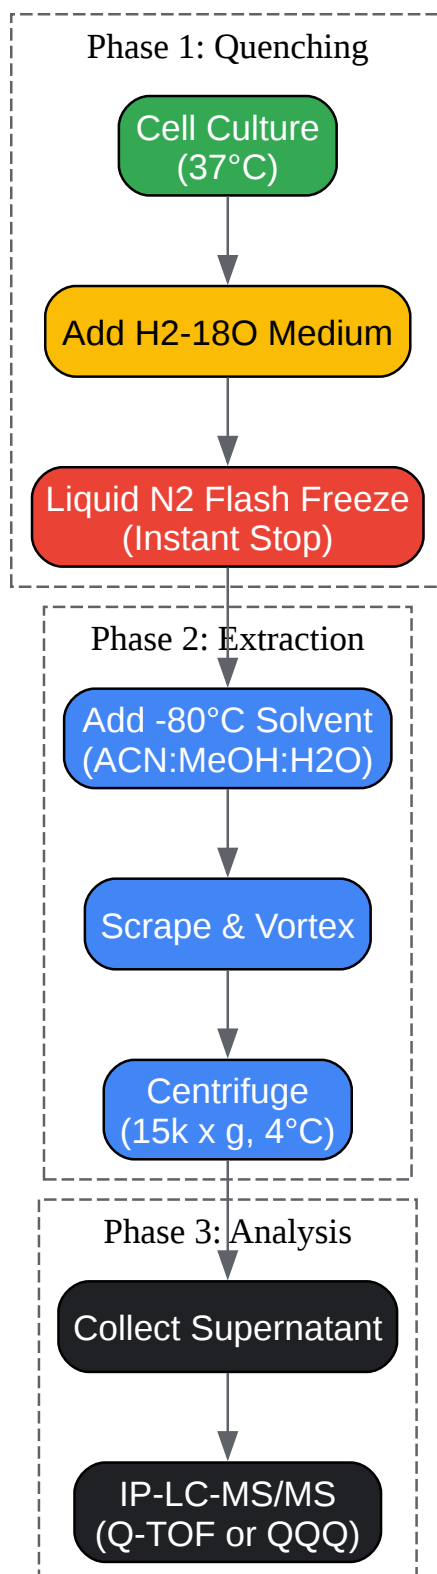 Phase 1: Quenching
Cell Culture
(37°C)
Add H2-18O Medium
Liquid N2 Flash Freeze
(Instant Stop)
Phase 2: Extraction
Add -80°C Solvent
(ACN:MeOH:H2O)
Scrape & Vortex
Centrifuge
(15k x g, 4°C)
Phase 3: Analysis
Collect Supernatant
IP-LC-MS/MS
(Q-TOF or QQQ)